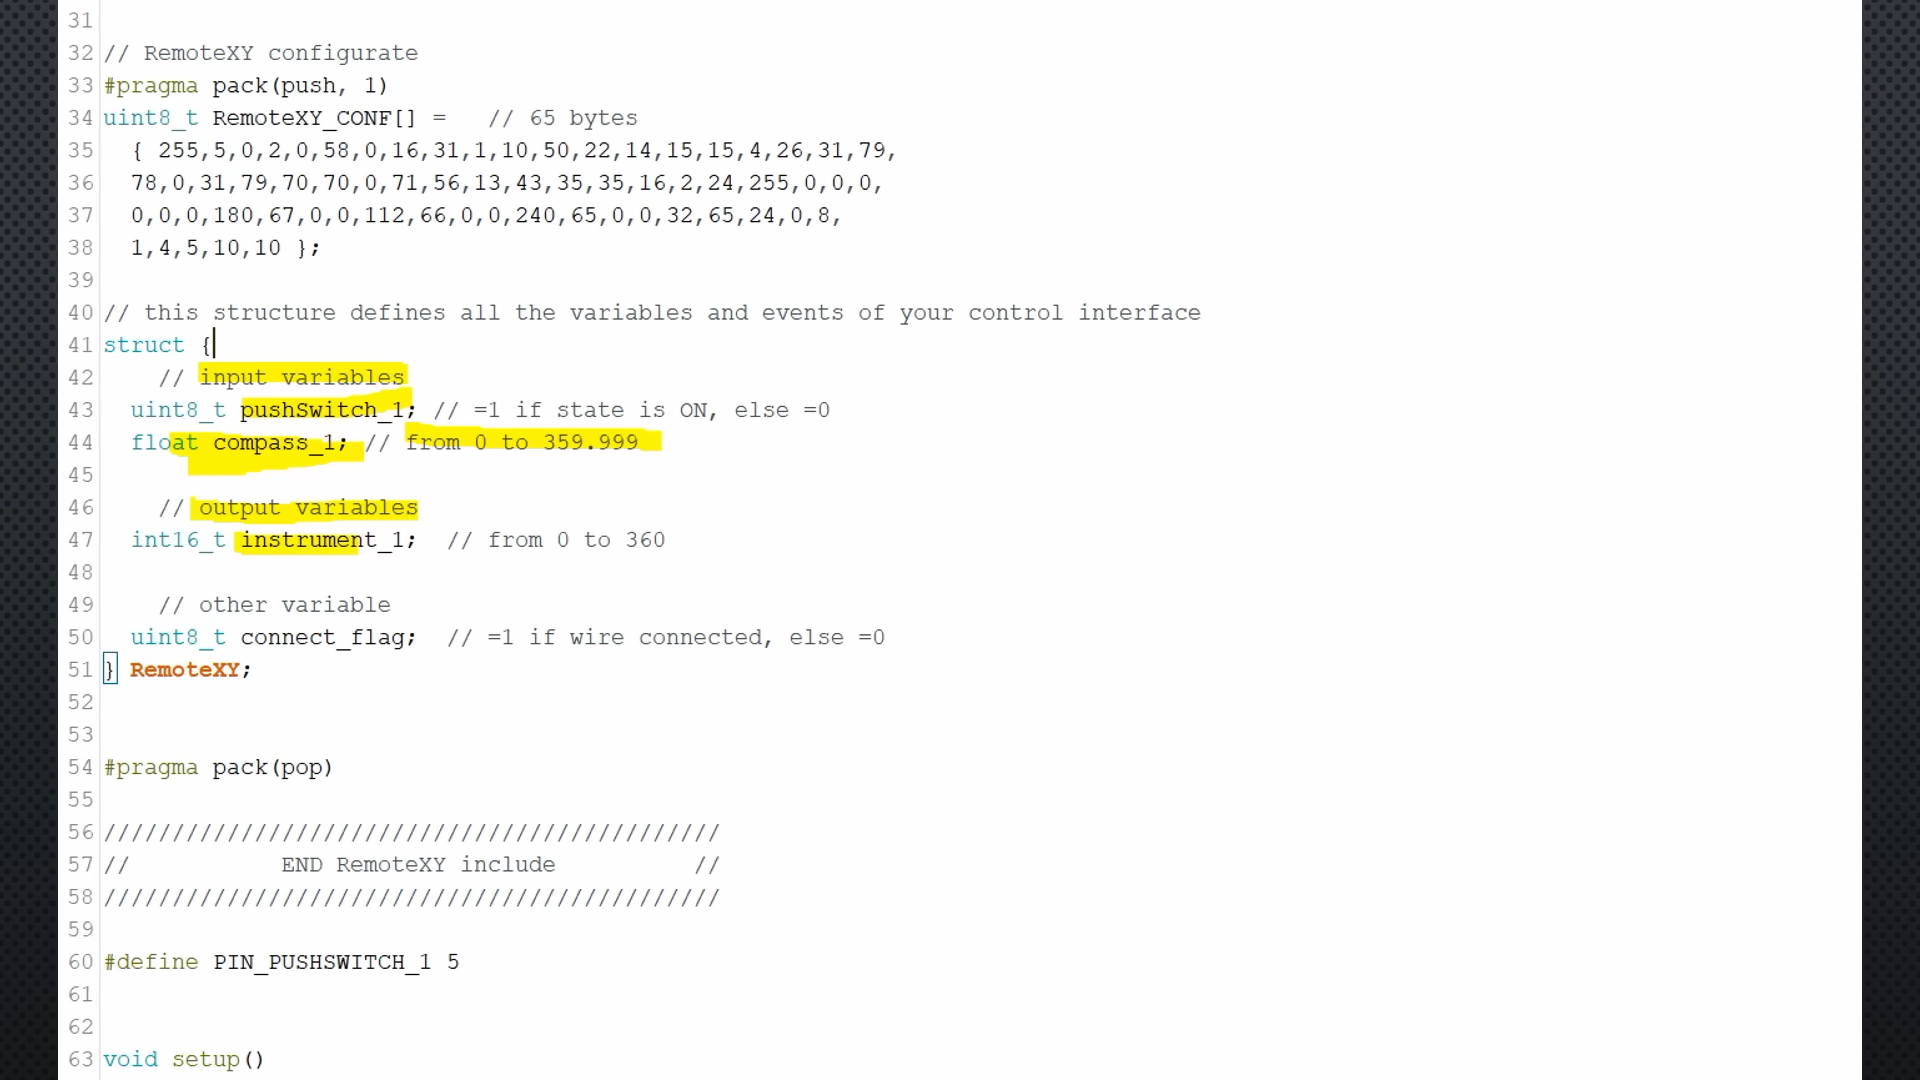 31
32 // RemoteXY configurate
33 #pragma pack(push, 1)
34 uint8_t RemoteXY_CONF[] =   // 65 bytes
35   { 255,5,0,2,0,58,0,16,31,1,10,50,22,14,15,15,4,26,31,79,
36   78,0,31,79,70,70,0,71,56,13,43,35,35,16,2,24,255,0,0,0,
37   0,0,0,180,67,0,0,112,66,0,0,240,65,0,0,32,65,24,0,8,
38   1,4,5,10,10 };
39
40 // this structure defines all the variables and events of your control interface
41 struct {
42     // input variables
43   uint8_t pushSwitch_1; // =1 if state is ON, else =0
44   float compass_1; // from 0 to 359.999
45
46     // output variables
47   int16_t instrument_1;  // from 0 to 360
48
49     // other variable
50   uint8_t connect_flag;  // =1 if wire connected, else =0
51 } RemoteXY;
52
53
54 #pragma pack(pop)
55
56 /////////////////////////////////////////////
57 //           END RemoteXY include          //
58 /////////////////////////////////////////////
59
60 #define PIN_PUSHSWITCH_1 5
61
62
63 void setup()